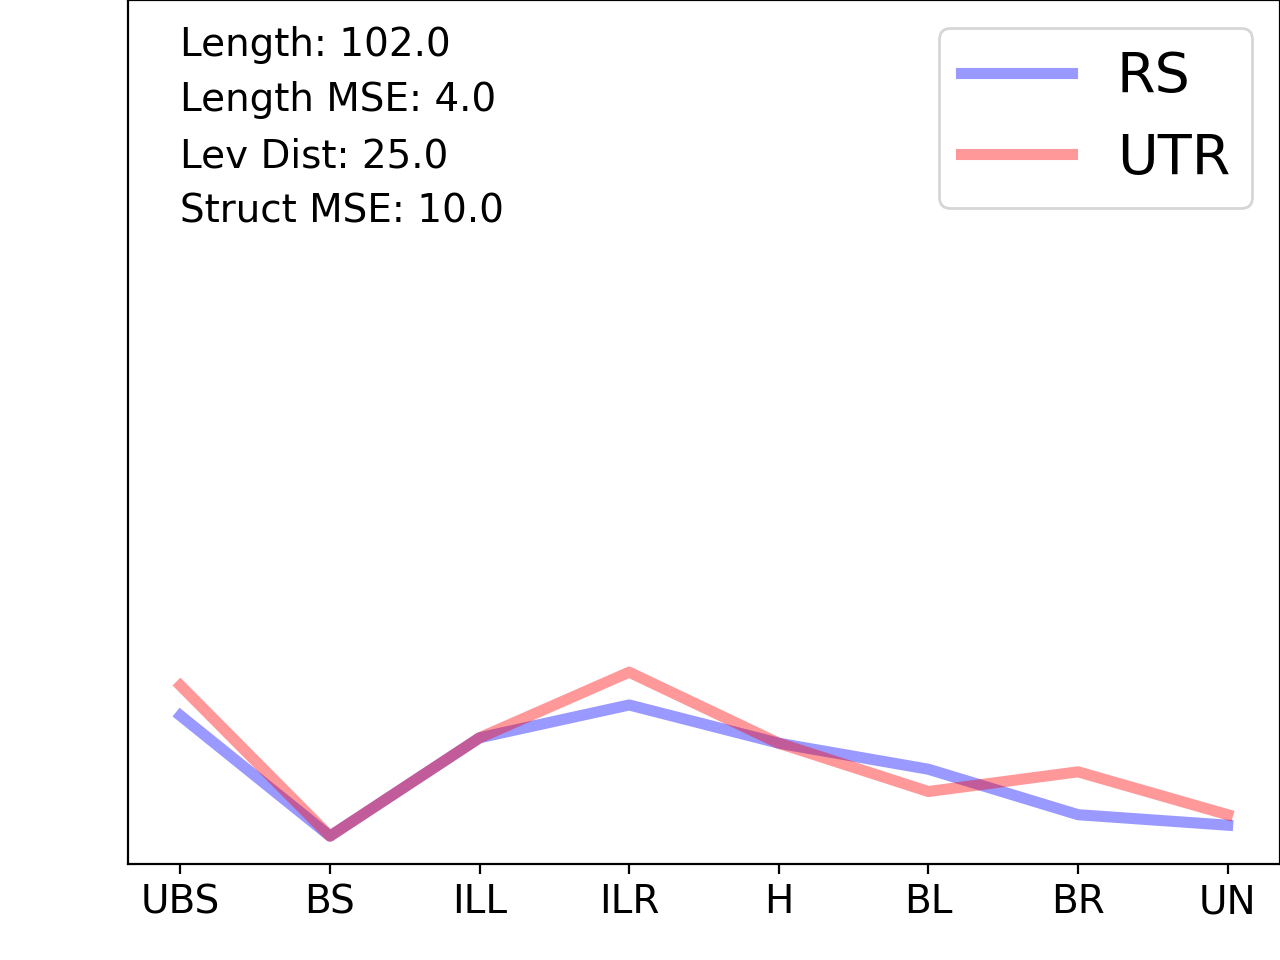 Length: 102.0
Length MSE: 4.0
Lev Dist: 25.0
Struct MSE: 10.0
RS
UTR
UBS BS ILL ILR H BL BR UN